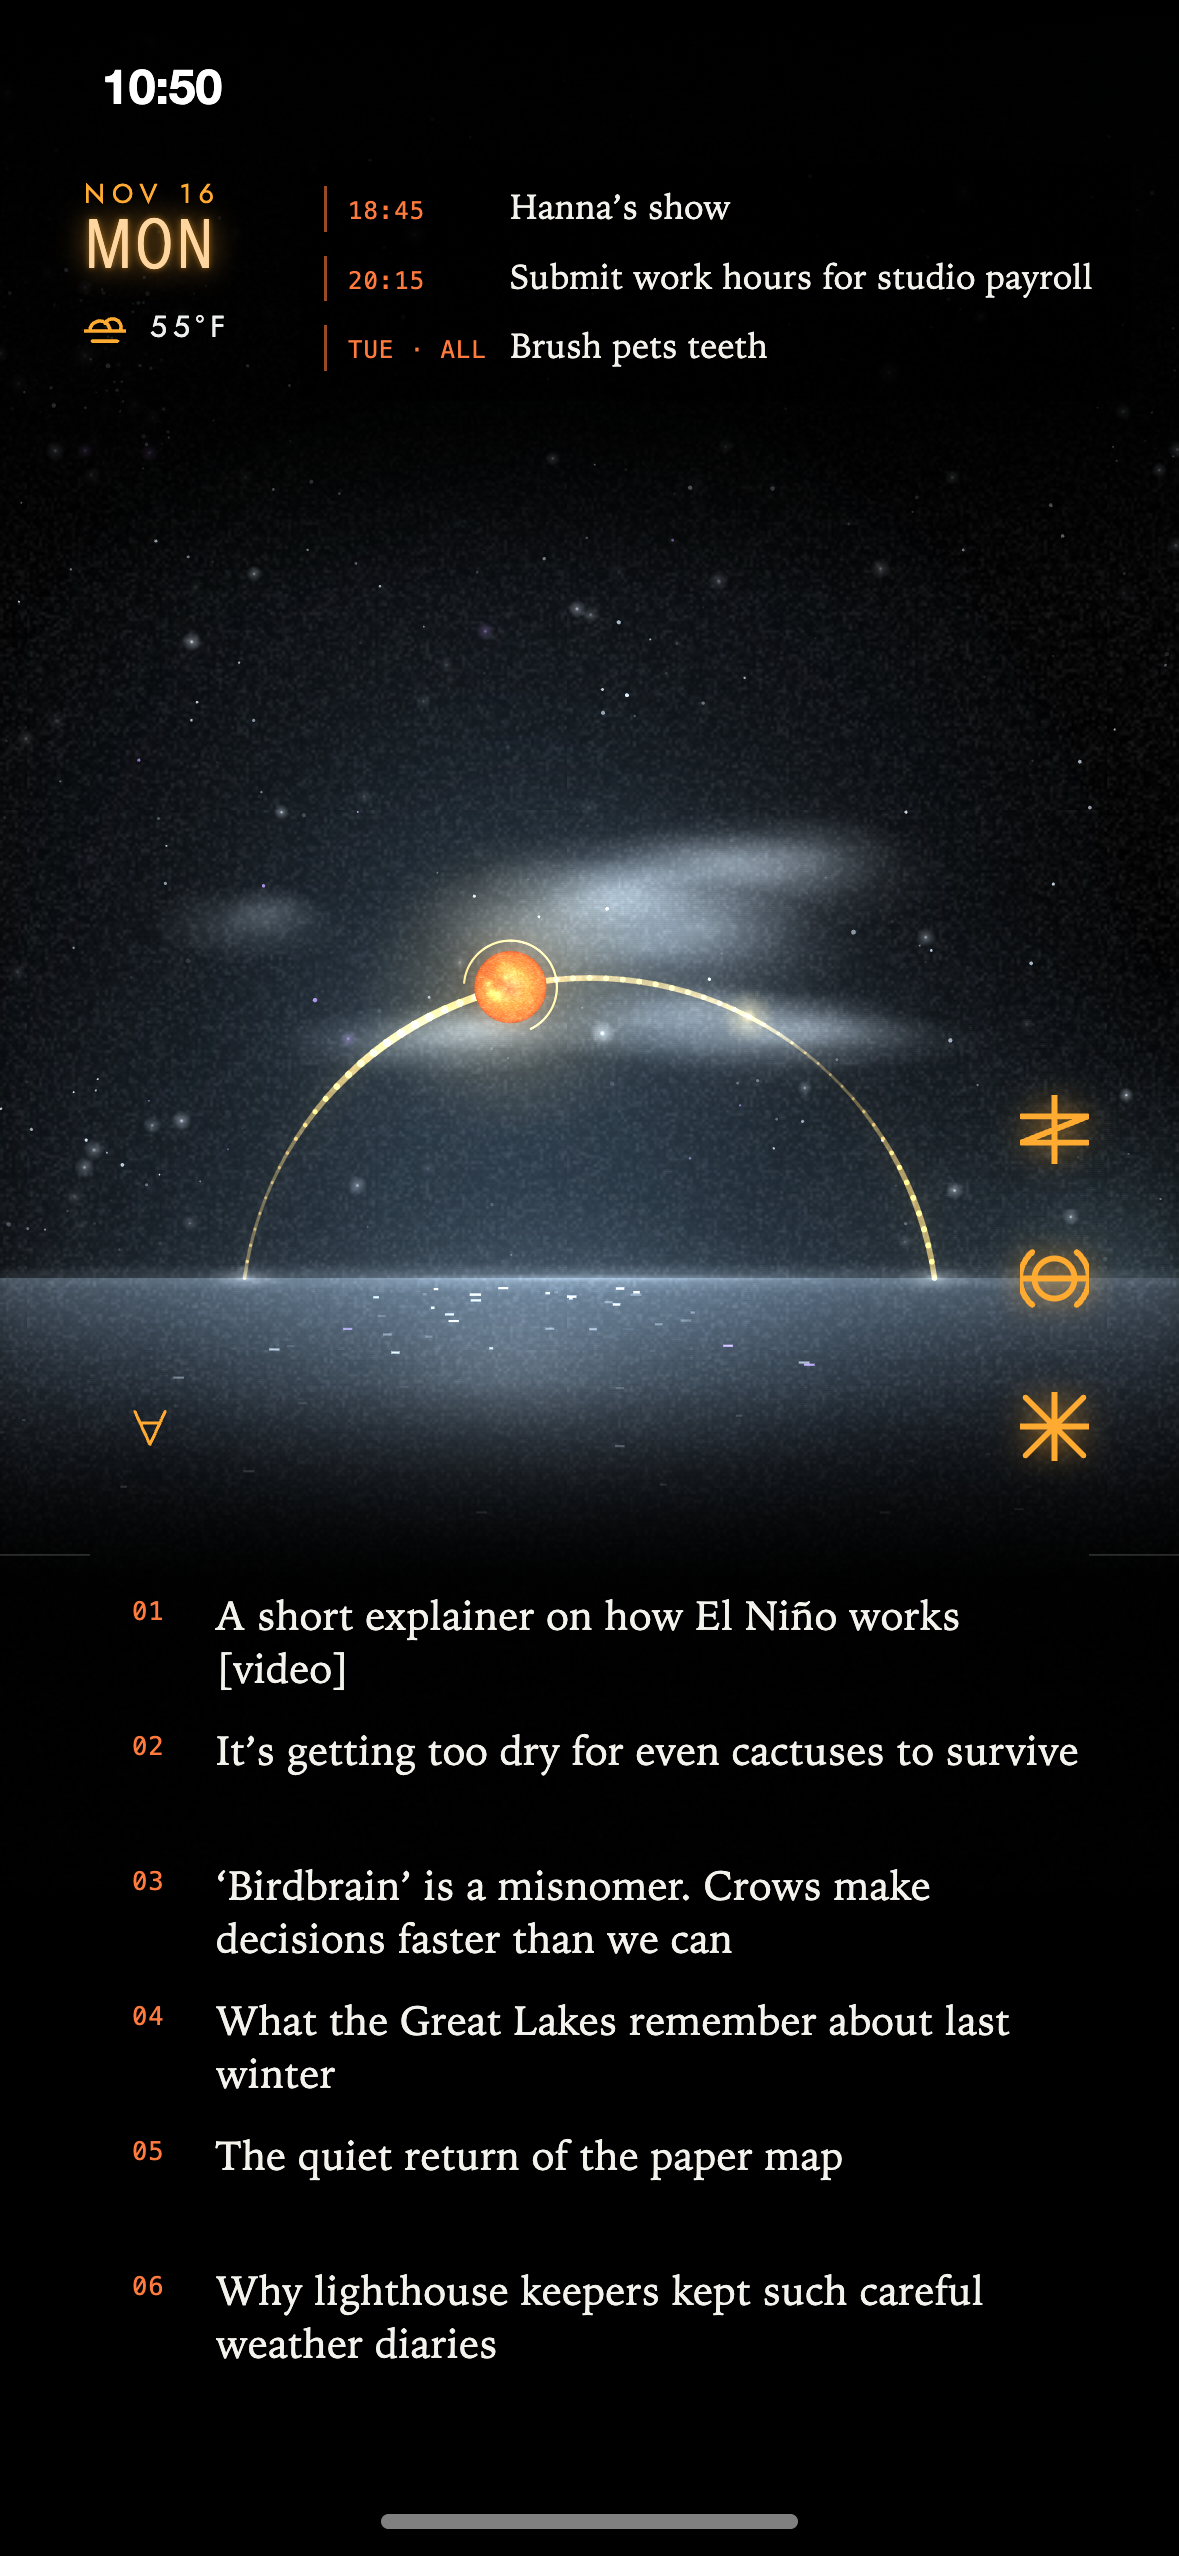 10:50
NOV 16
MON
55°F
18:45 Hanna’s show
20:15 Submit work hours for studio payroll
TUE · ALL Brush pets teeth
01 A short explainer on how El Niño works
[video]
02 It’s getting too dry for even cactuses to survive
03 ‘Birdbrain’ is a misnomer. Crows make
decisions faster than we can
04 What the Great Lakes remember about last
winter
05 The quiet return of the paper map
06 Why lighthouse keepers kept such careful
weather diaries